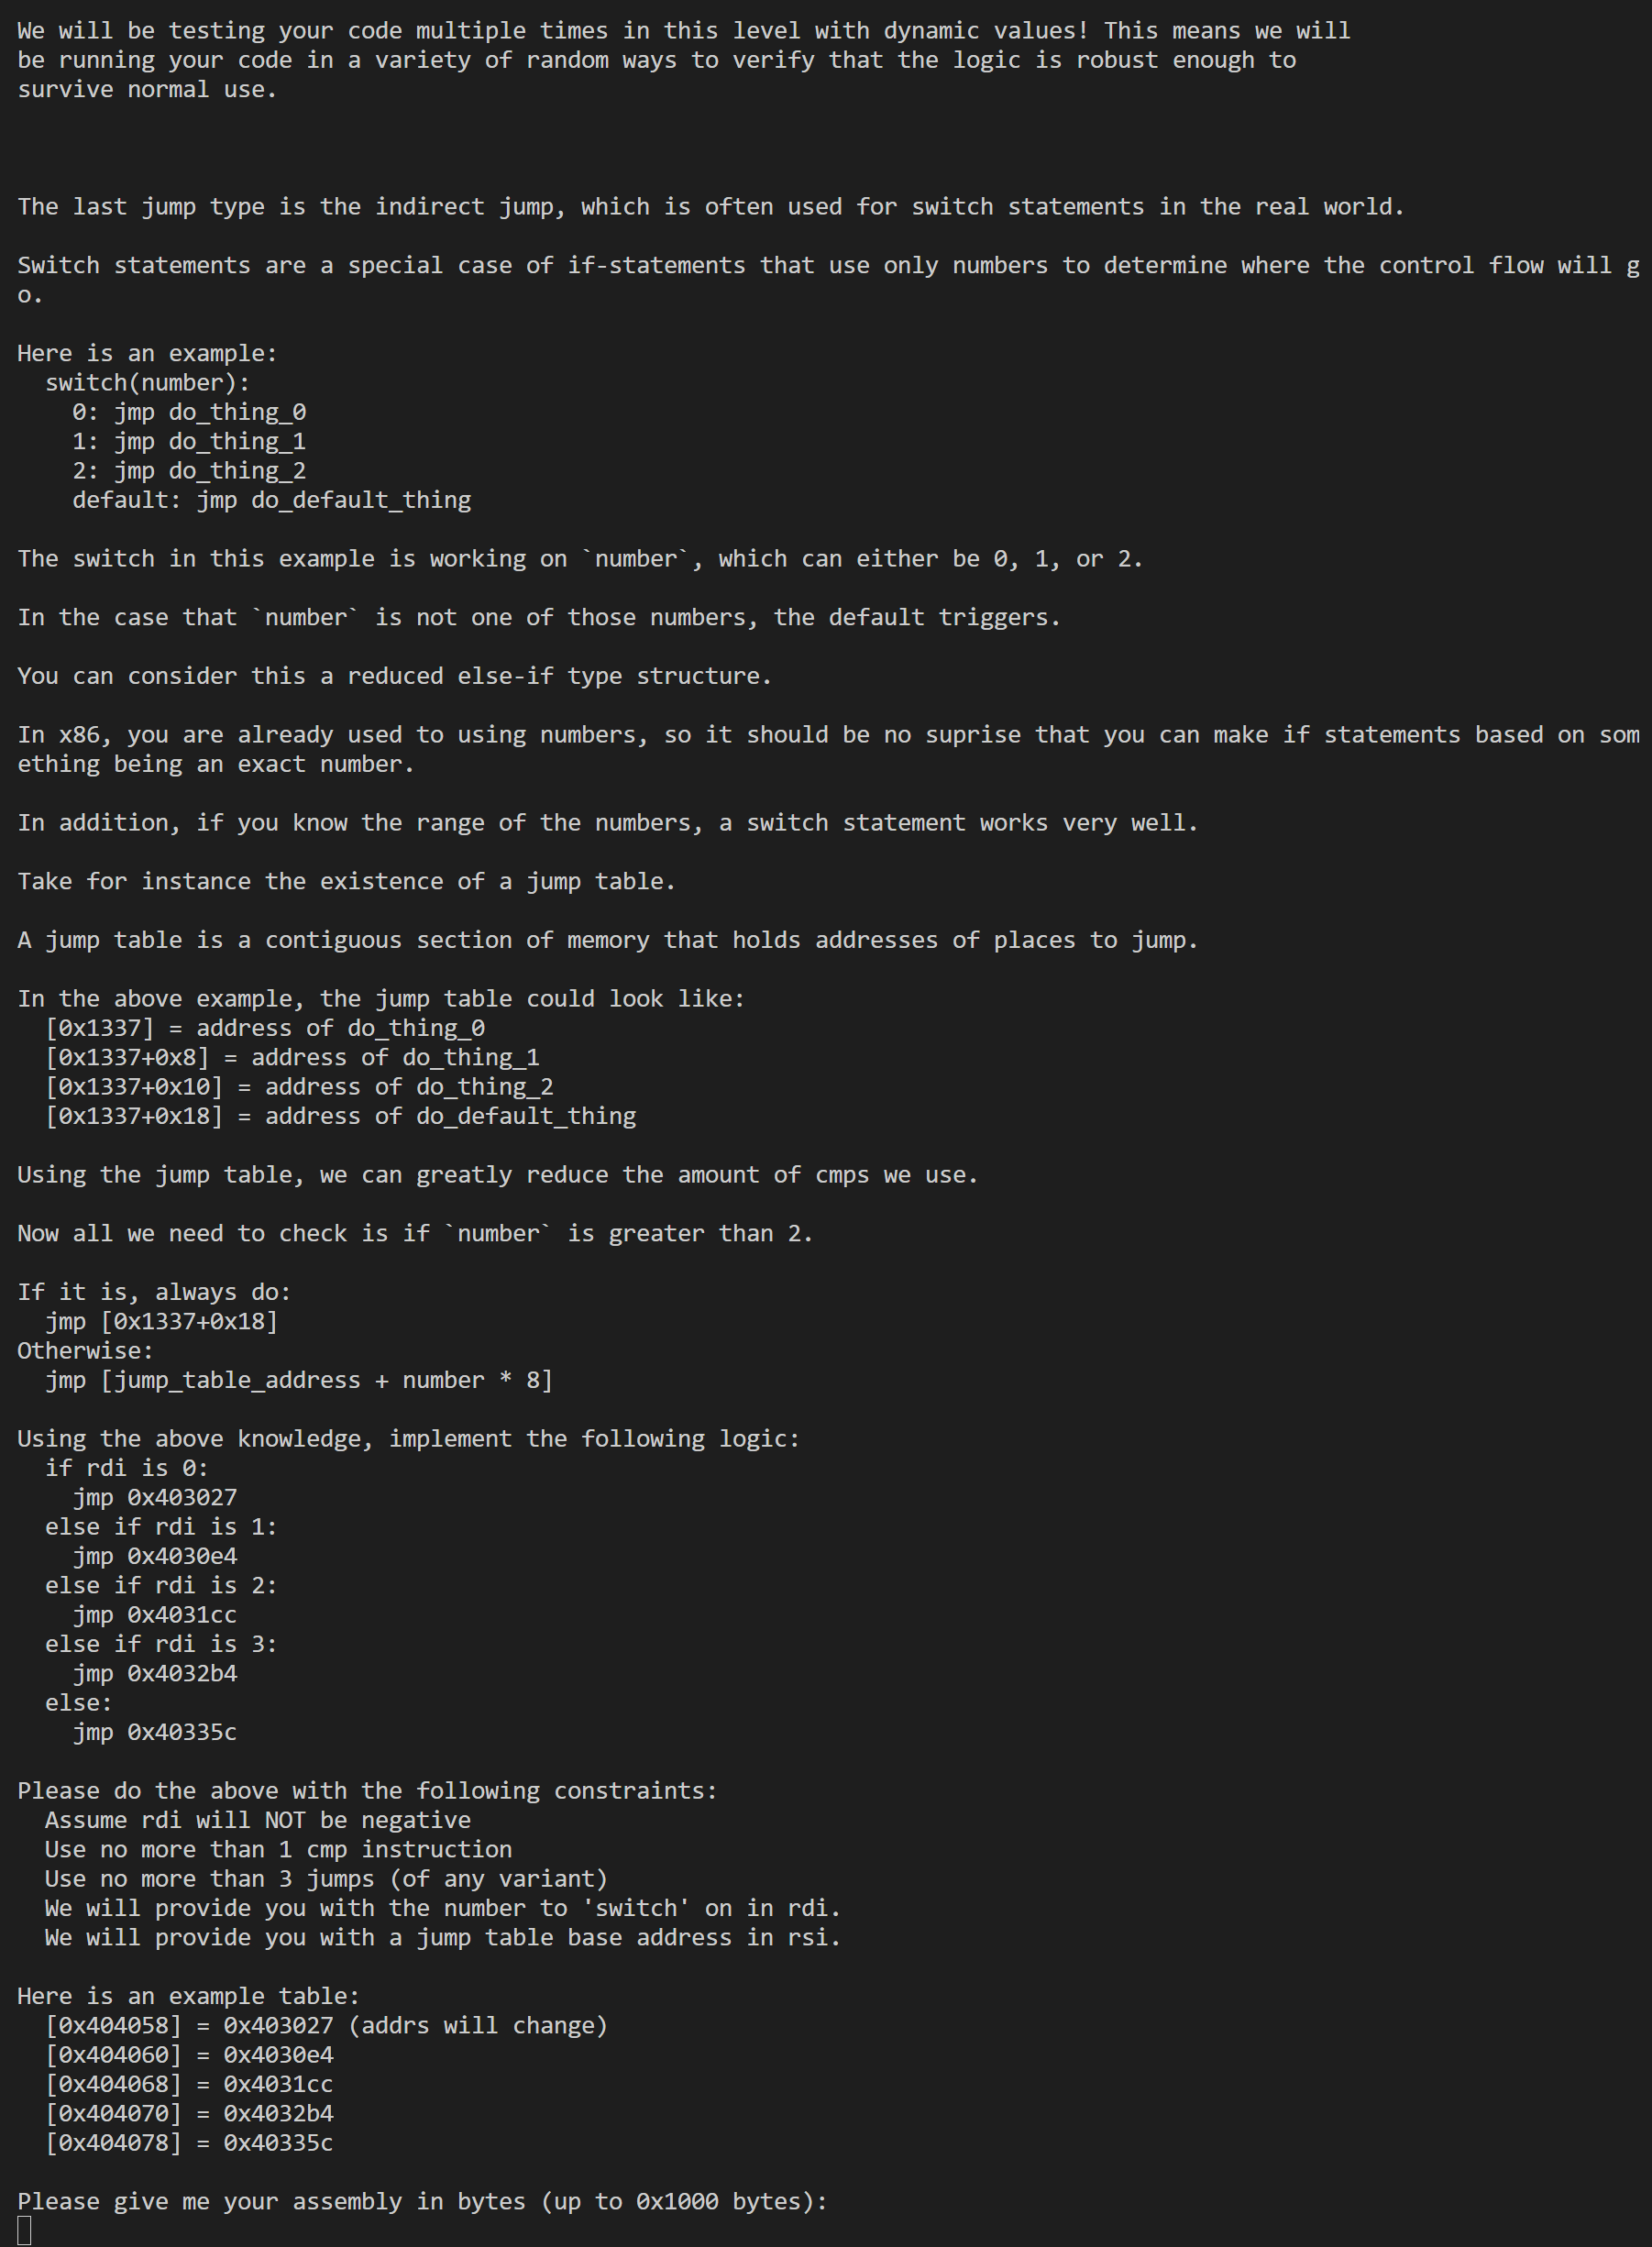 We will be testing your code multiple times in this level with dynamic values! This means we will
be running your code in a variety of random ways to verify that the logic is robust enough to
survive normal use.
The last jump type is the indirect jump, which is often used for switch statements in the real world.
Switch statements are a special case of if-statements that use only numbers to determine where the control flow will g
o.
Here is an example:
  switch(number):
    0: jmp do_thing_0
    1: jmp do_thing_1
    2: jmp do_thing_2
    default: jmp do_default_thing
The switch in this example is working on `number`, which can either be 0, 1, or 2.
In the case that `number` is not one of those numbers, the default triggers.
You can consider this a reduced else-if type structure.
In x86, you are already used to using numbers, so it should be no suprise that you can make if statements based on som
ething being an exact number.
In addition, if you know the range of the numbers, a switch statement works very well.
Take for instance the existence of a jump table.
A jump table is a contiguous section of memory that holds addresses of places to jump.
In the above example, the jump table could look like:
  [0x1337] = address of do_thing_0
  [0x1337+0x8] = address of do_thing_1
  [0x1337+0x10] = address of do_thing_2
  [0x1337+0x18] = address of do_default_thing
Using the jump table, we can greatly reduce the amount of cmps we use.
Now all we need to check is if `number` is greater than 2.
If it is, always do:
  jmp [0x1337+0x18]
Otherwise:
  jmp [jump_table_address + number * 8]
Using the above knowledge, implement the following logic:
  if rdi is 0:
    jmp 0x403027
  else if rdi is 1:
    jmp 0x4030e4
  else if rdi is 2:
    jmp 0x4031cc
  else if rdi is 3:
    jmp 0x4032b4
  else:
    jmp 0x40335c
Please do the above with the following constraints:
  Assume rdi will NOT be negative
  Use no more than 1 cmp instruction
  Use no more than 3 jumps (of any variant)
  We will provide you with the number to 'switch' on in rdi.
  We will provide you with a jump table base address in rsi.
Here is an example table:
  [0x404058] = 0x403027 (addrs will change)
  [0x404060] = 0x4030e4
  [0x404068] = 0x4031cc
  [0x404070] = 0x4032b4
  [0x404078] = 0x40335c
Please give me your assembly in bytes (up to 0x1000 bytes):